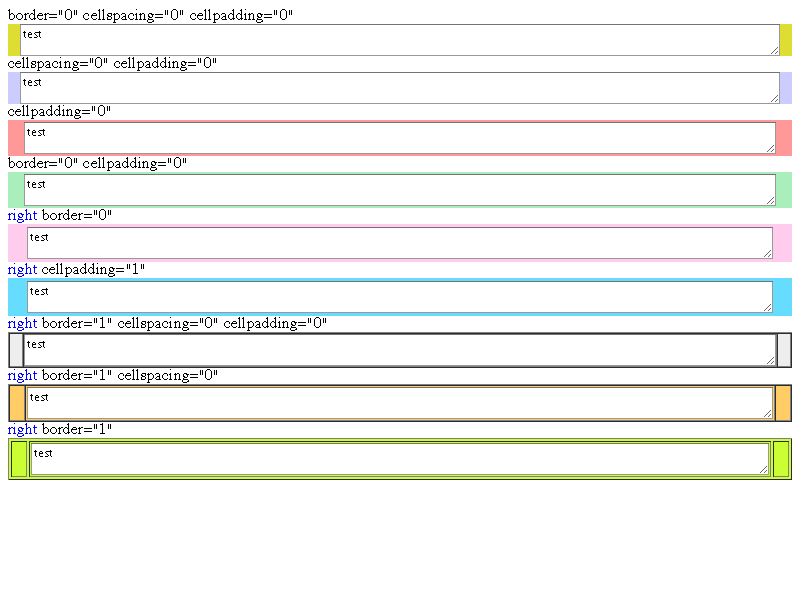 border="0" cellspacing="0" cellpadding="0"
test
cellspacing="0" cellpadding="0"
test
cellpadding="0"
test
border="0" cellpadding="0"
test
right border="0"
test
right cellpadding="1"
test
right border="1" cellspacing="0" cellpadding="0"
test
right border="1" cellspacing="0"
test
right border="1"
test